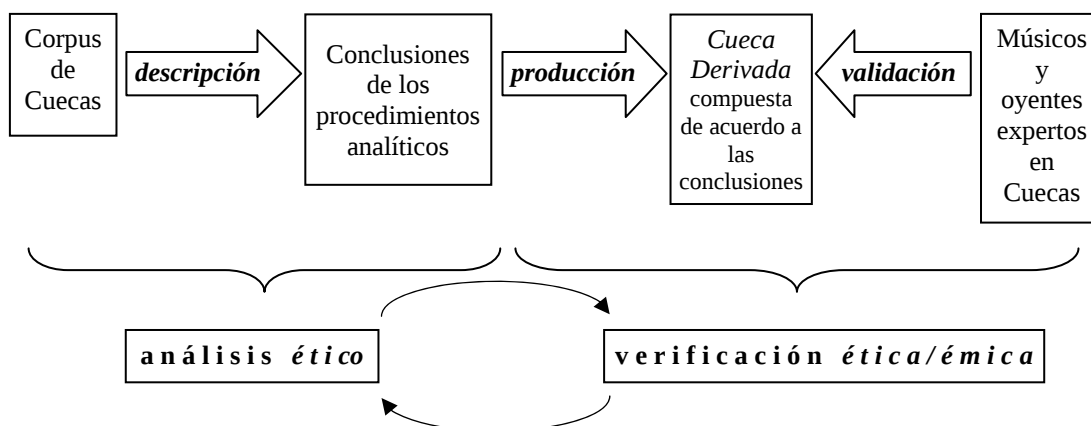 Corpus
de
Cuecas
descripción
Conclusiones
de los
procedimientos
analíticos
producción
Cueca
Derivada
compuesta
de acuerdo a
las
conclusiones
validación
Músicos
y
oyentes
expertos
en
Cuecas
análisis ético
verificación ética/émica